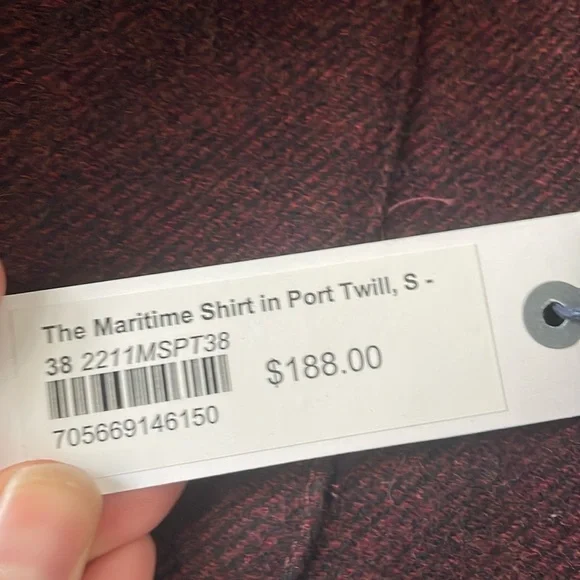 The Maritime Shirt in Port Twill, S -
38 2211MSPT38
$188.00
705669146150